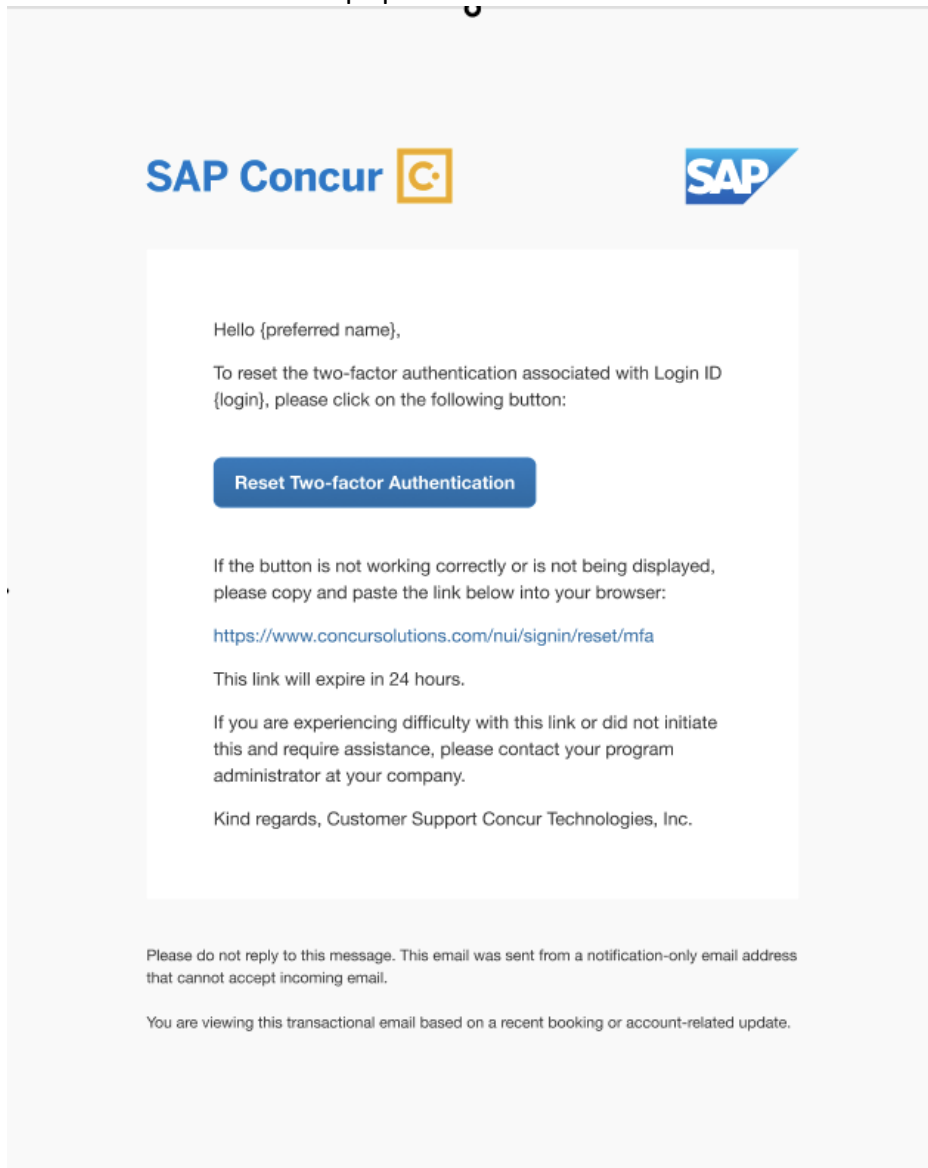 SAP Concur C
SAP
Hello {preferred name},
To reset the two-factor authentication associated with Login ID
{login}, please click on the following button:
Reset Two-factor Authentication
If the button is not working correctly or is not being displayed,
please copy and paste the link below into your browser:
https://www.concursolutions.com/nui/signin/reset/mfa
This link will expire in 24 hours.
If you are experiencing difficulty with this link or did not initiate
this and require assistance, please contact your program
administrator at your company.
Kind regards, Customer Support Concur Technologies, Inc.
Please do not reply to this message. This email was sent from a notification-only email address
that cannot accept incoming email.
You are viewing this transactional email based on a recent booking or account-related update.